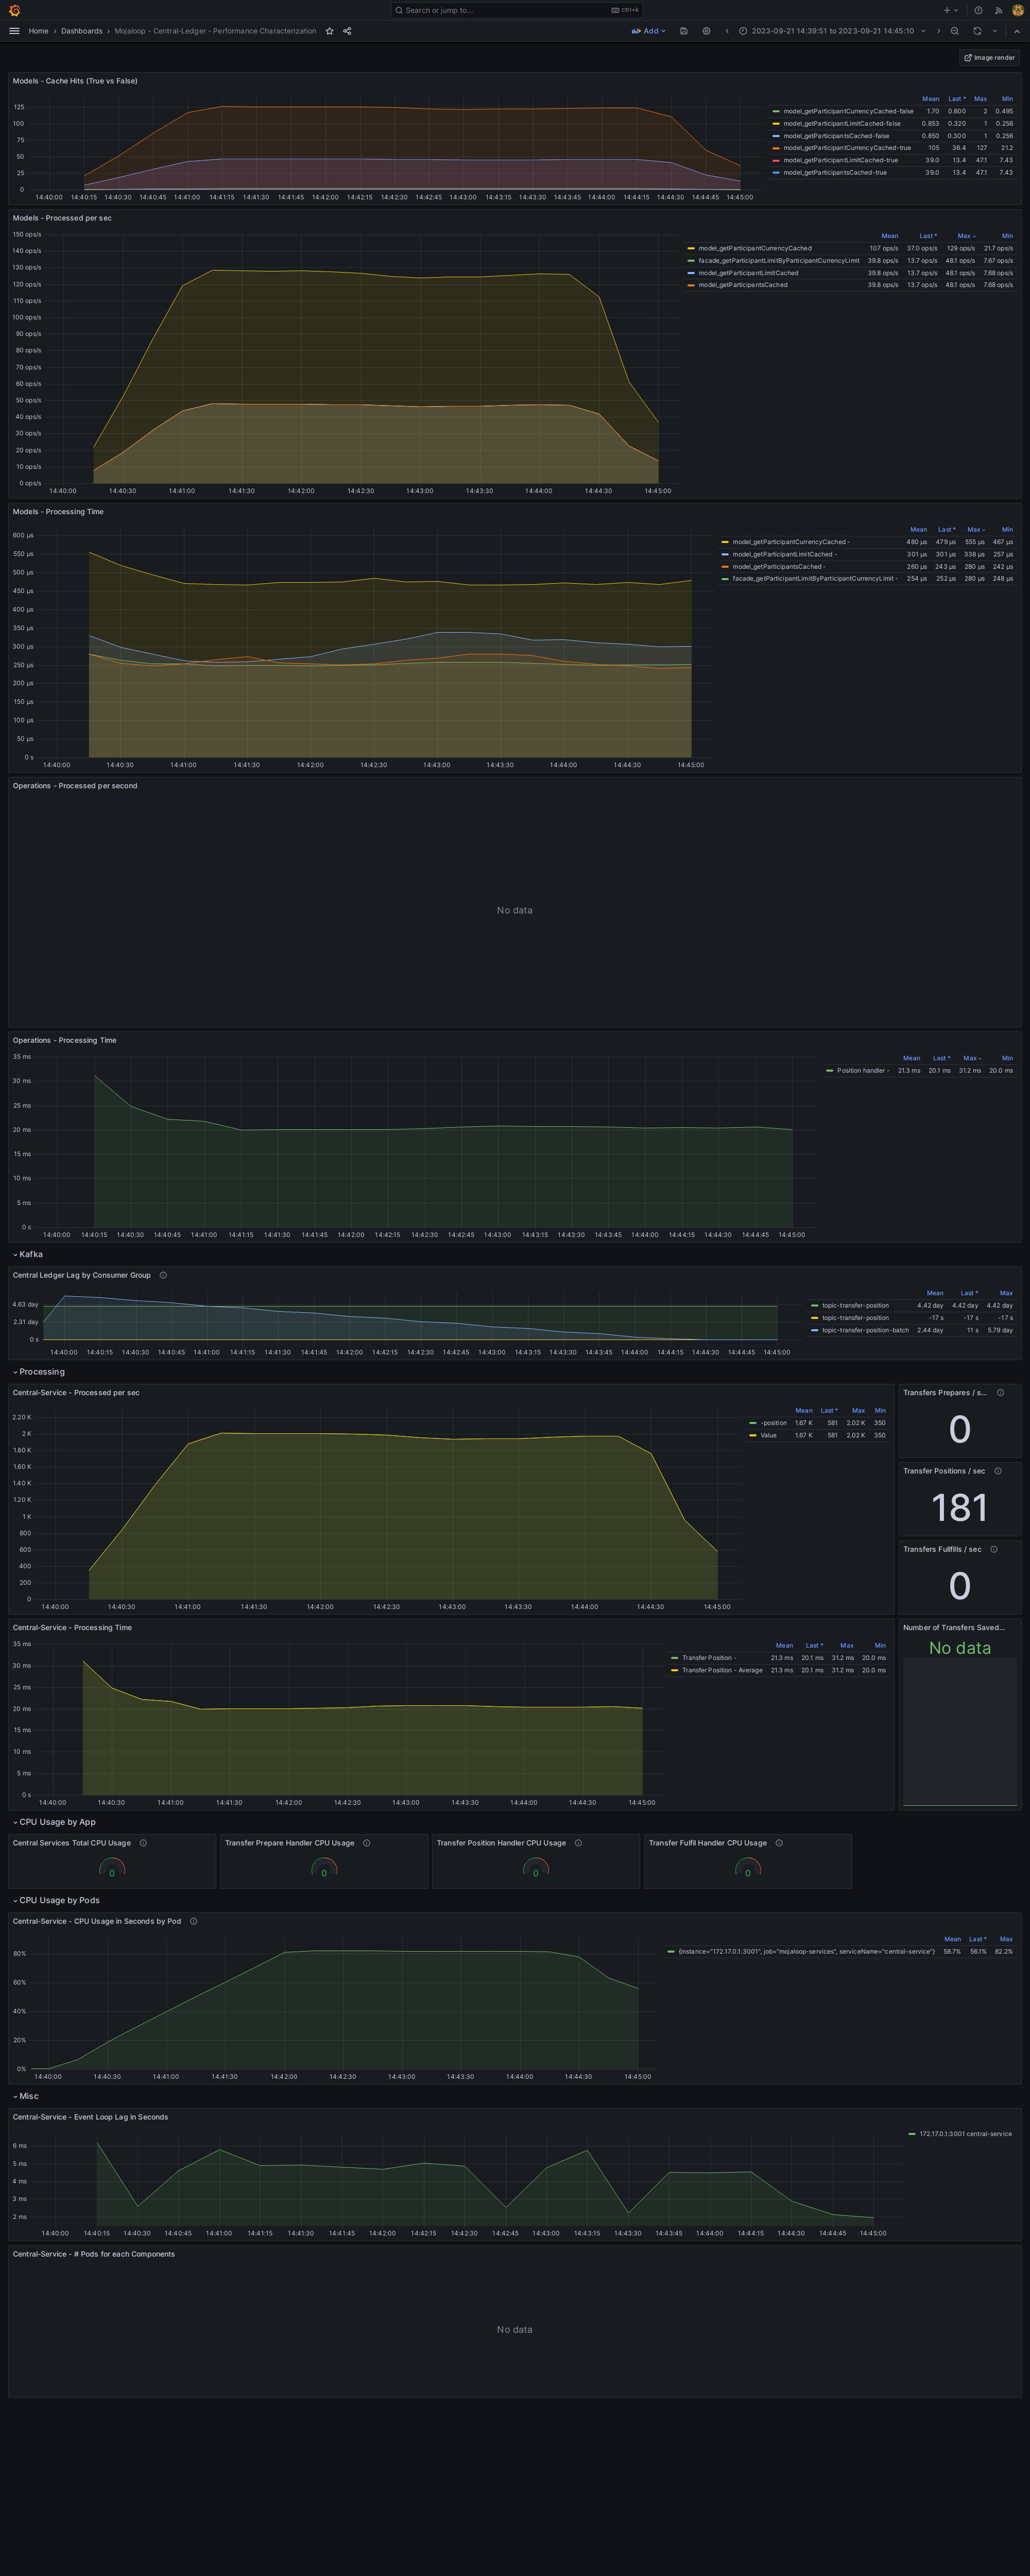 Search or jump to...
ctrl+k
Home › Dashboards › Mojaloop - Central-Ledger - Performance Characterization
Add
2023-09-21 14:39:51 to 2023-09-21 14:45:10
Image render
Models - Cache Hits (True vs False)
125
100
75
50
25
0
14:40:00 14:40:15 14:40:30 14:40:45 14:41:00 14:41:15 14:41:30 14:41:45 14:42:00 14:42:15 14:42:30 14:42:45 14:43:00 14:43:15 14:43:30 14:43:45 14:44:00 14:44:15 14:44:30 14:44:45 14:45:00
Mean Last * Max Min
model_getParticipantCurrencyCached-false 1.70 0.600 2 0.495
model_getParticipantLimitCached-false 0.853 0.320 1 0.256
model_getParticipantsCached-false 0.850 0.300 1 0.256
model_getParticipantCurrencyCached-true 105 36.4 127 21.2
model_getParticipantLimitCached-true 39.0 13.4 47.1 7.43
model_getParticipantsCached-true 39.0 13.4 47.1 7.43
Models - Processed per sec
150 ops/s
140 ops/s
130 ops/s
120 ops/s
110 ops/s
100 ops/s
90 ops/s
80 ops/s
70 ops/s
60 ops/s
50 ops/s
40 ops/s
30 ops/s
20 ops/s
10 ops/s
0 ops/s
14:40:00 14:40:30 14:41:00 14:41:30 14:42:00 14:42:30 14:43:00 14:43:30 14:44:00 14:44:30 14:45:00
Mean Last * Max Min
model_getParticipantCurrencyCached 107 ops/s 37.0 ops/s 129 ops/s 21.7 ops/s
facade_getParticipantLimitByParticipantCurrencyLimit 39.8 ops/s 13.7 ops/s 48.1 ops/s 7.67 ops/s
model_getParticipantLimitCached 39.8 ops/s 13.7 ops/s 48.1 ops/s 7.68 ops/s
model_getParticipantsCached 39.8 ops/s 13.7 ops/s 48.1 ops/s 7.68 ops/s
Models - Processing Time
600 µs
550 µs
500 µs
450 µs
400 µs
350 µs
300 µs
250 µs
200 µs
150 µs
100 µs
50 µs
0 s
14:40:00 14:40:30 14:41:00 14:41:30 14:42:00 14:42:30 14:43:00 14:43:30 14:44:00 14:44:30 14:45:00
Mean Last * Max Min
model_getParticipantCurrencyCached - 480 µs 479 µs 555 µs 467 µs
model_getParticipantLimitCached - 301 µs 301 µs 338 µs 257 µs
model_getParticipantsCached - 260 µs 243 µs 280 µs 242 µs
facade_getParticipantLimitByParticipantCurrencyLimit - 254 µs 252 µs 280 µs 248 µs
Operations - Processed per second
No data
Operations - Processing Time
35 ms
30 ms
25 ms
20 ms
15 ms
10 ms
5 ms
0 s
14:40:00 14:40:15 14:40:30 14:40:45 14:41:00 14:41:15 14:41:30 14:41:45 14:42:00 14:42:15 14:42:30 14:42:45 14:43:00 14:43:15 14:43:30 14:43:45 14:44:00 14:44:15 14:44:30 14:44:45 14:45:00
Mean Last * Max Min
Position handler - 21.3 ms 20.1 ms 31.2 ms 20.0 ms
Kafka
Central Ledger Lag by Consumer Group
4.63 day
2.31 day
0 s
14:40:00 14:40:15 14:40:30 14:40:45 14:41:00 14:41:15 14:41:30 14:41:45 14:42:00 14:42:15 14:42:30 14:42:45 14:43:00 14:43:15 14:43:30 14:43:45 14:44:00 14:44:15 14:44:30 14:44:45 14:45:00
Mean Last * Max
topic-transfer-position 4.42 day 4.42 day 4.42 day
topic-transfer-position -17 s -17 s -17 s
topic-transfer-position-batch 2.44 day 11 s 5.79 day
Processing
Central-Service - Processed per sec
2.20 K
2 K
1.80 K
1.60 K
1.40 K
1.20 K
1 K
800
600
400
200
0
14:40:00 14:40:30 14:41:00 14:41:30 14:42:00 14:42:30 14:43:00 14:43:30 14:44:00 14:44:30 14:45:00
Mean Last * Max Min
-position 1.67 K 581 2.02 K 350
Value 1.67 K 581 2.02 K 350
Transfers Prepares / s...
0
Transfer Positions / sec
181
Transfers Fullfills / sec
0
Central-Service - Processing Time
35 ms
30 ms
25 ms
20 ms
15 ms
10 ms
5 ms
0 s
14:40:00 14:40:30 14:41:00 14:41:30 14:42:00 14:42:30 14:43:00 14:43:30 14:44:00 14:44:30 14:45:00
Mean Last * Max Min
Transfer Position - 21.3 ms 20.1 ms 31.2 ms 20.0 ms
Transfer Position - Average 21.3 ms 20.1 ms 31.2 ms 20.0 ms
Number of Transfers Saved...
No data
CPU Usage by App
Central Services Total CPU Usage
0
Transfer Prepare Handler CPU Usage
0
Transfer Position Handler CPU Usage
0
Transfer Fulfil Handler CPU Usage
0
CPU Usage by Pods
Central-Service - CPU Usage in Seconds by Pod
80%
60%
40%
20%
0%
14:40:00 14:40:30 14:41:00 14:41:30 14:42:00 14:42:30 14:43:00 14:43:30 14:44:00 14:44:30 14:45:00
Mean Last * Max
{instance="172.17.0.1:3001", job="mojaloop-services", serviceName="central-service"} 58.7% 56.1% 82.2%
Misc
Central-Service - Event Loop Lag in Seconds
6 ms
5 ms
4 ms
3 ms
2 ms
14:40:00 14:40:15 14:40:30 14:40:45 14:41:00 14:41:15 14:41:30 14:41:45 14:42:00 14:42:15 14:42:30 14:42:45 14:43:00 14:43:15 14:43:30 14:43:45 14:44:00 14:44:15 14:44:30 14:44:45 14:45:00
172.17.0.1:3001 central-service
Central-Service - # Pods for each Components
No data